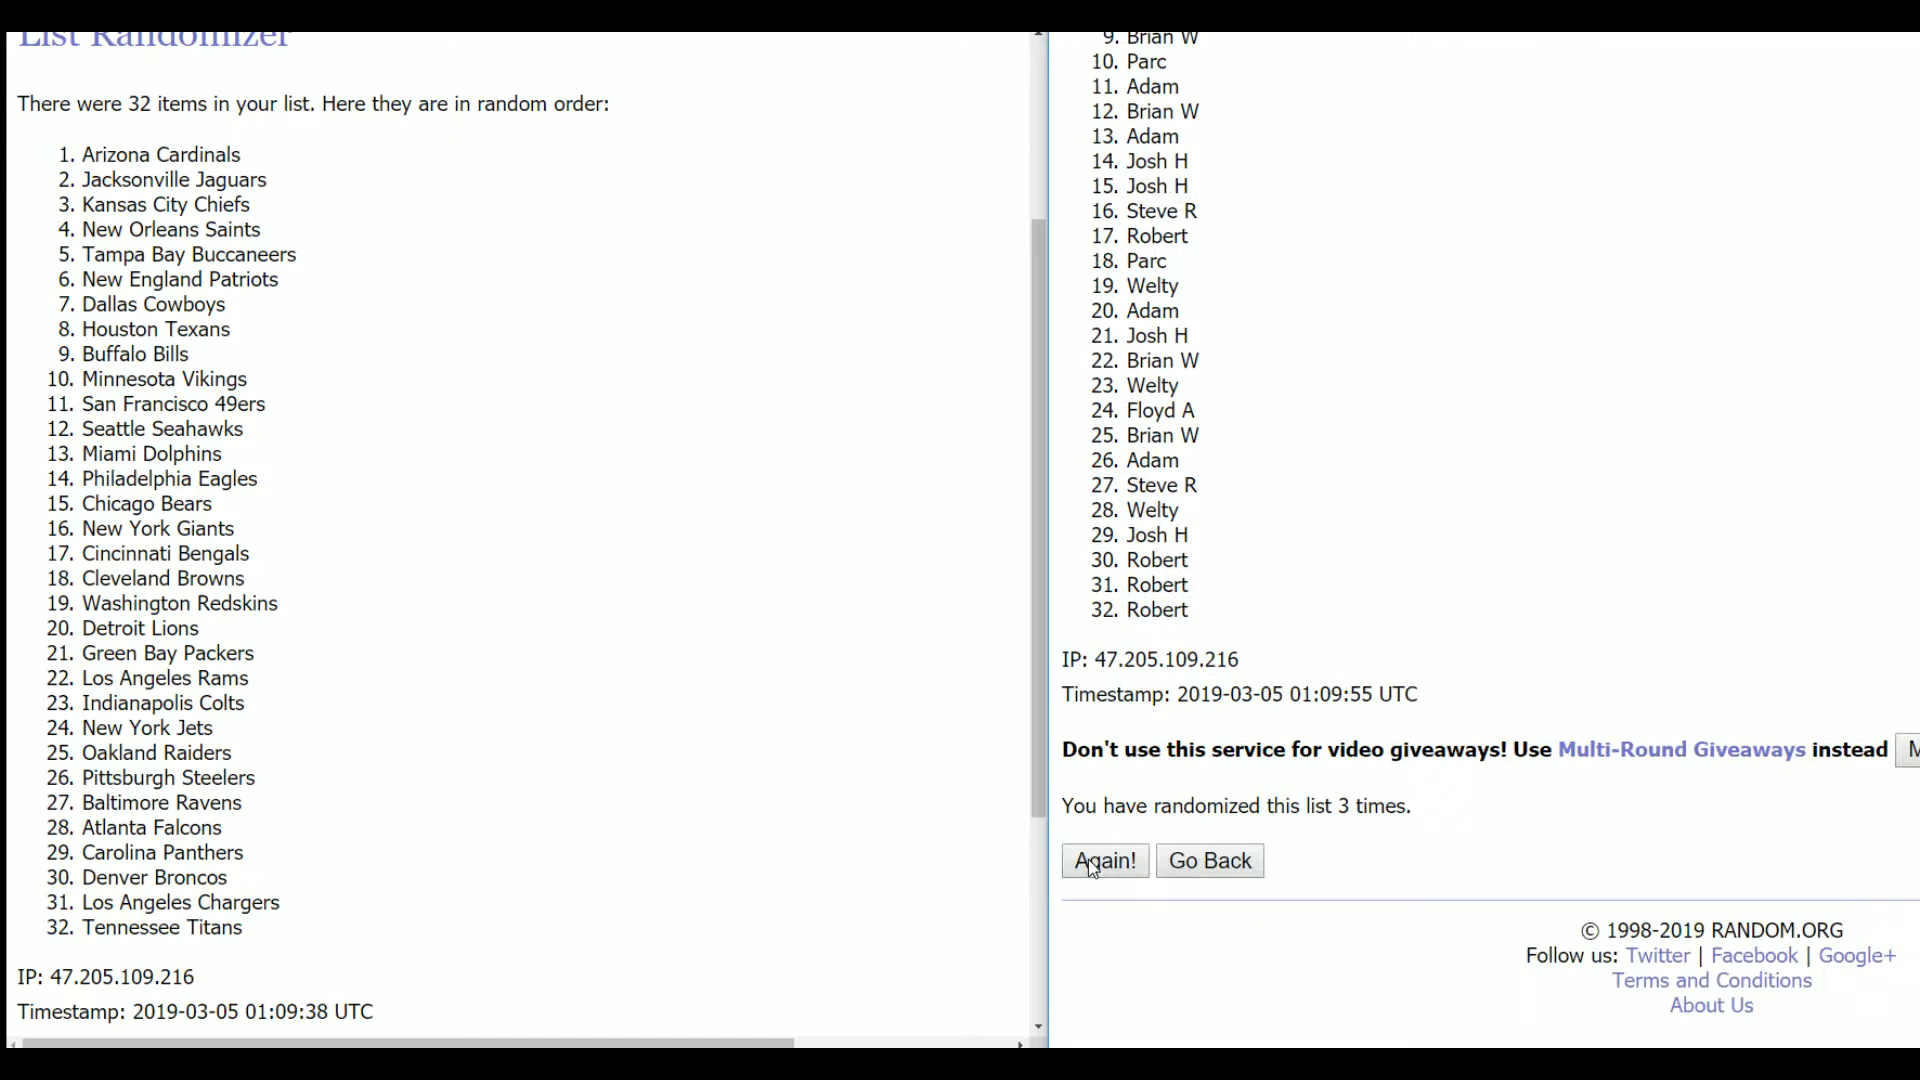 List Randomizer
There were 32 items in your list. Here they are in random order:
1. Arizona Cardinals
2. Jacksonville Jaguars
3. Kansas City Chiefs
4. New Orleans Saints
5. Tampa Bay Buccaneers
6. New England Patriots
7. Dallas Cowboys
8. Houston Texans
9. Buffalo Bills
10. Minnesota Vikings
11. San Francisco 49ers
12. Seattle Seahawks
13. Miami Dolphins
14. Philadelphia Eagles
15. Chicago Bears
16. New York Giants
17. Cincinnati Bengals
18. Cleveland Browns
19. Washington Redskins
20. Detroit Lions
21. Green Bay Packers
22. Los Angeles Rams
23. Indianapolis Colts
24. New York Jets
25. Oakland Raiders
26. Pittsburgh Steelers
27. Baltimore Ravens
28. Atlanta Falcons
29. Carolina Panthers
30. Denver Broncos
31. Los Angeles Chargers
32. Tennessee Titans
IP: 47.205.109.216
Timestamp: 2019-03-05 01:09:38 UTC
9. Brian W
10. Parc
11. Adam
12. Brian W
13. Adam
14. Josh H
15. Josh H
16. Steve R
17. Robert
18. Parc
19. Welty
20. Adam
21. Josh H
22. Brian W
23. Welty
24. Floyd A
25. Brian W
26. Adam
27. Steve R
28. Welty
29. Josh H
30. Robert
31. Robert
32. Robert
IP: 47.205.109.216
Timestamp: 2019-03-05 01:09:55 UTC
Don't use this service for video giveaways! Use Multi-Round Giveaways instead
You have randomized this list 3 times.
Again! Go Back
© 1998-2019 RANDOM.ORG
Follow us: Twitter | Facebook | Google+
Terms and Conditions
About Us